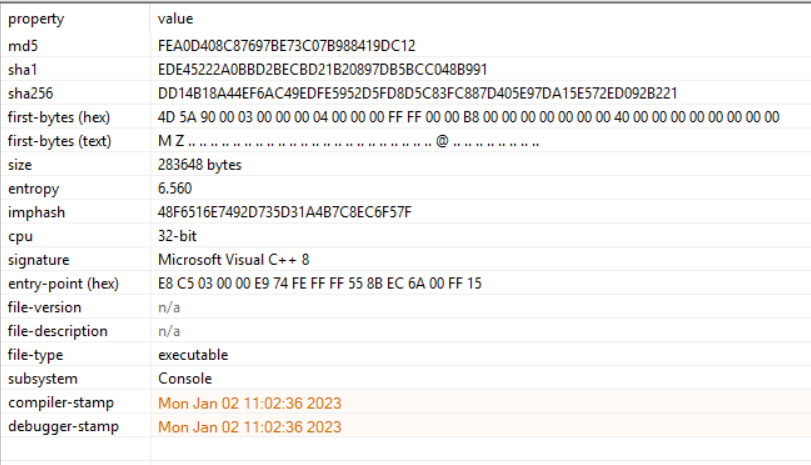 property value
md5 FEA0D408C87697BE73C07B988419DC12
sha1 EDE45222A0BBD2BECBD21B20897DB5BCC048B991
sha256 DD14B18A44EF6AC49EDFE5952D5FD8D5C83FC887D405E97DA15E572ED092B221
first-bytes (hex) 4D 5A 90 00 03 00 00 00 04 00 00 00 FF FF 00 00 B8 00 00 00 00 00 00 00 40 00 00 00 00 00 00 00
first-bytes (text) M Z .. .. .. .. .. .. .. .. .. .. .. .. .. .. .. .. .. .. .. .. @ .. .. .. .. .. .. ..
size 283648 bytes
entropy 6.560
imphash 48F6516E7492D735D31A4B7C8EC6F57F
cpu 32-bit
signature Microsoft Visual C++ 8
entry-point (hex) E8 C5 03 00 00 E9 74 FE FF FF 55 8B EC 6A 00 FF 15
file-version n/a
file-description n/a
file-type executable
subsystem Console
compiler-stamp Mon Jan 02 11:02:36 2023
debugger-stamp Mon Jan 02 11:02:36 2023